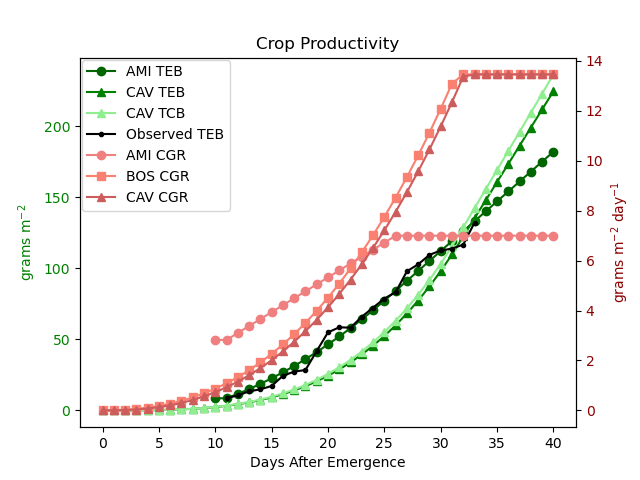 Crop Productivity
AMI TEB
CAV TEB
CAV TCB
Observed TEB
AMI CGR
BOS CGR
CAV CGR
grams m⁻²
0
50
100
150
200
grams m⁻² day⁻¹
0
2
4
6
8
10
12
14
0 5 10 15 20 25 30 35 40
Days After Emergence